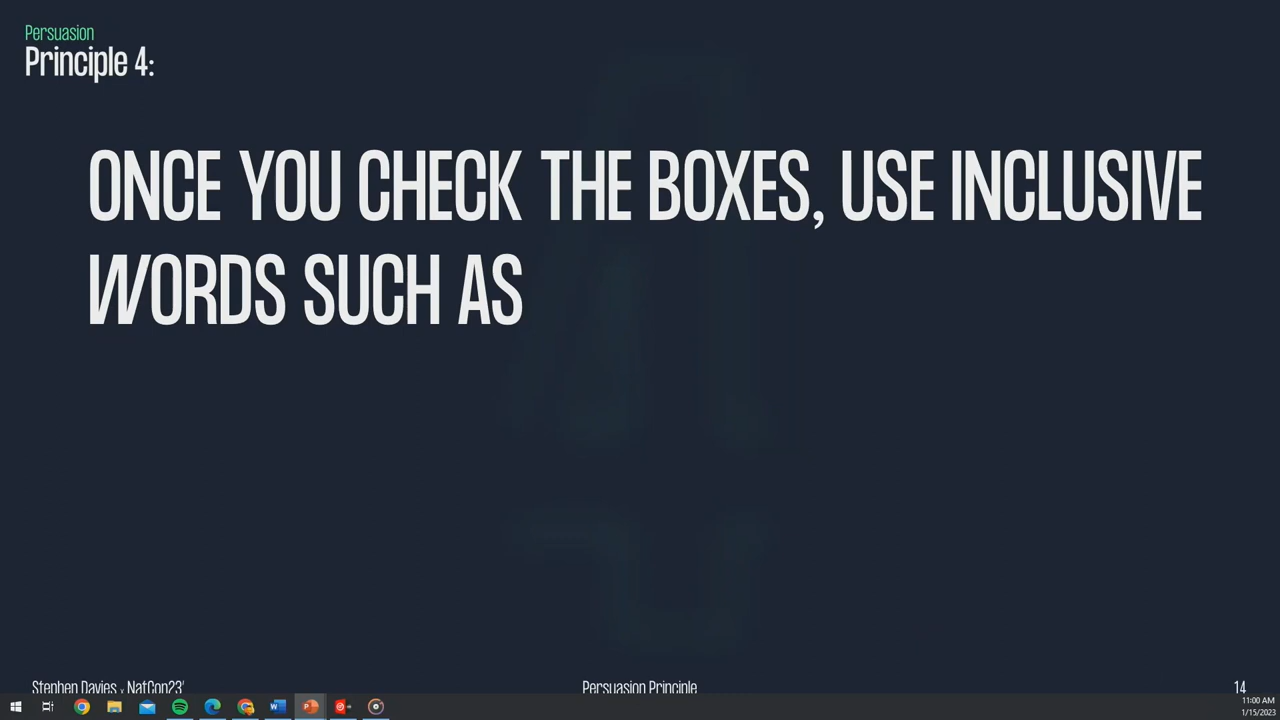 Persuasion
Principle 4:
ONCE YOU CHECK THE BOXES, USE INCLUSIVE
WORDS SUCH AS
Stephen Davies x NatCon23'
Persuasion Principle
14
11:00 AM
1/15/2023